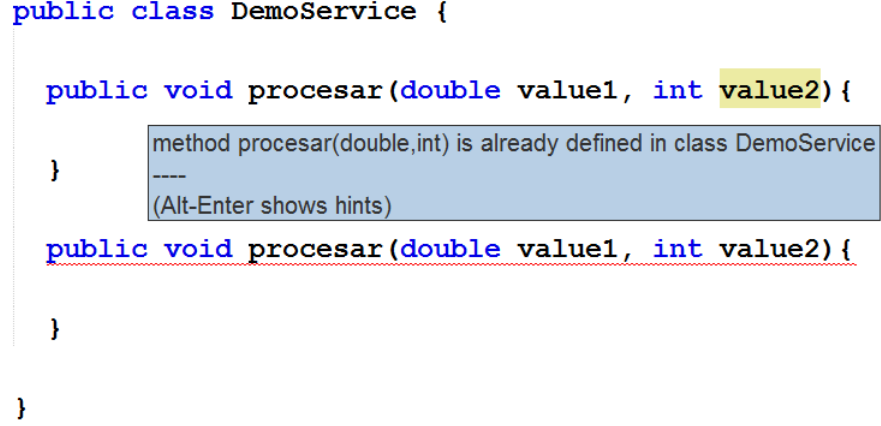 public class DemoService {
public void procesar(double value1, int value2){
method procesar(double,int) is already defined in class DemoService
}
----
(Alt-Enter shows hints)
public void procesar(double value1, int value2){
}
}